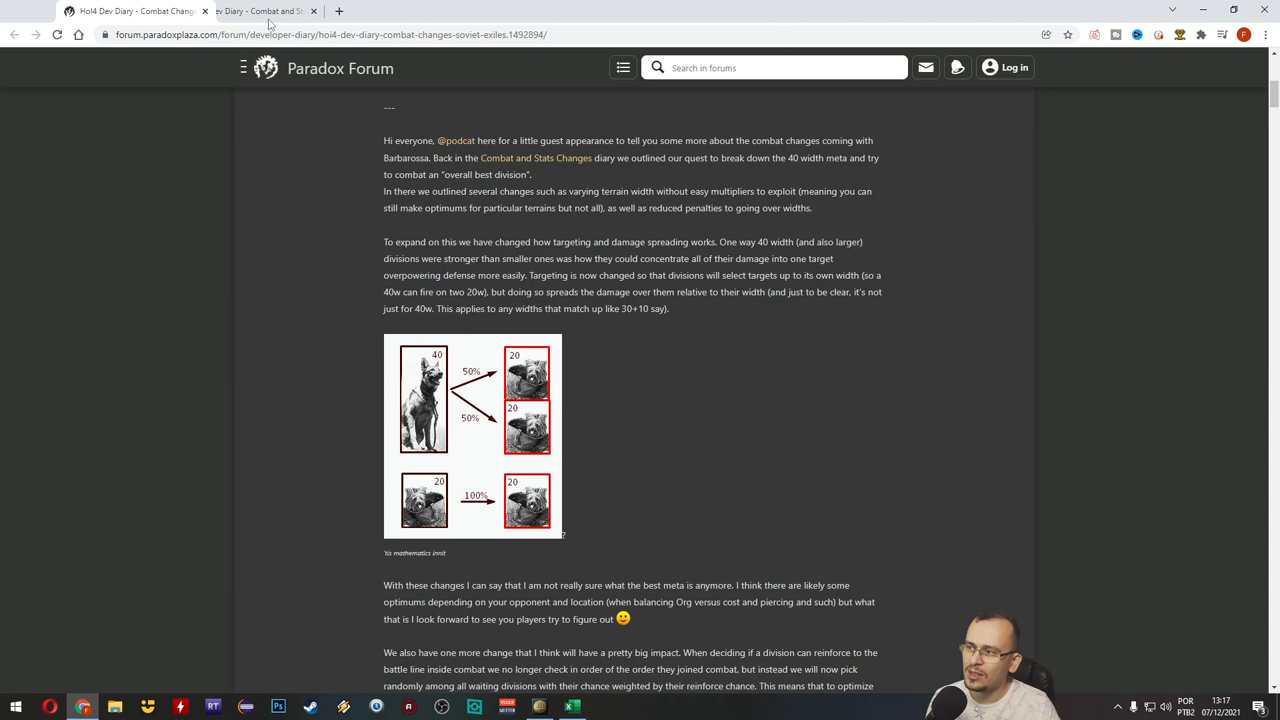 Hoi4 Dev Diary - Combat Chang
ev Diary - Combat and St
forum.paradoxplaza.com/forum/developer-diary/hoi4-dev-diary-combat-changes-soviet-exiles.1492894/
F
Paradox Forum
Search in forums
Log in
---
Hi everyone, @podcat here for a little guest appearance to tell you some more about the combat changes coming with
Barbarossa. Back in the Combat and Stats Changes diary we outlined our quest to break down the 40 width meta and try
to combat an “overall best division”.
In there we outlined several changes such as varying terrain width without easy multipliers to exploit (meaning you can
still make optimums for particular terrains but not all), as well as reduced penalties to going over widths.
To expand on this we have changed how targeting and damage spreading works. One way 40 width (and also larger)
divisions were stronger than smaller ones was how they could concentrate all of their damage into one target
overpowering defense more easily. Targeting is now changed so that divisions will select targets up to its own width (so a
40w can fire on two 20w), but doing so spreads the damage over them relative to their width (and just to be clear, it’s not
just for 40w. This applies to any widths that match up like 30+10 say).
40
20
50%
20
50%
20
20
100%
?
'tis mathematics innit
With these changes I can say that I am not really sure what the best meta is anymore. I think there are likely some
optimums depending on your opponent and location (when balancing Org versus cost and piercing and such) but what
that is I look forward to see you players try to figure out
We also have one more change that I think will have a pretty big impact. When deciding if a division can reinforce to the
battle line inside combat we no longer check in order of the order they joined combat, but instead we will now pick
randomly among all waiting divisions with their chance weighted by their reinforce chance. This means that to optimize
RT
Ps
VOICE
POR
PTB2
13:17
07/12/2021